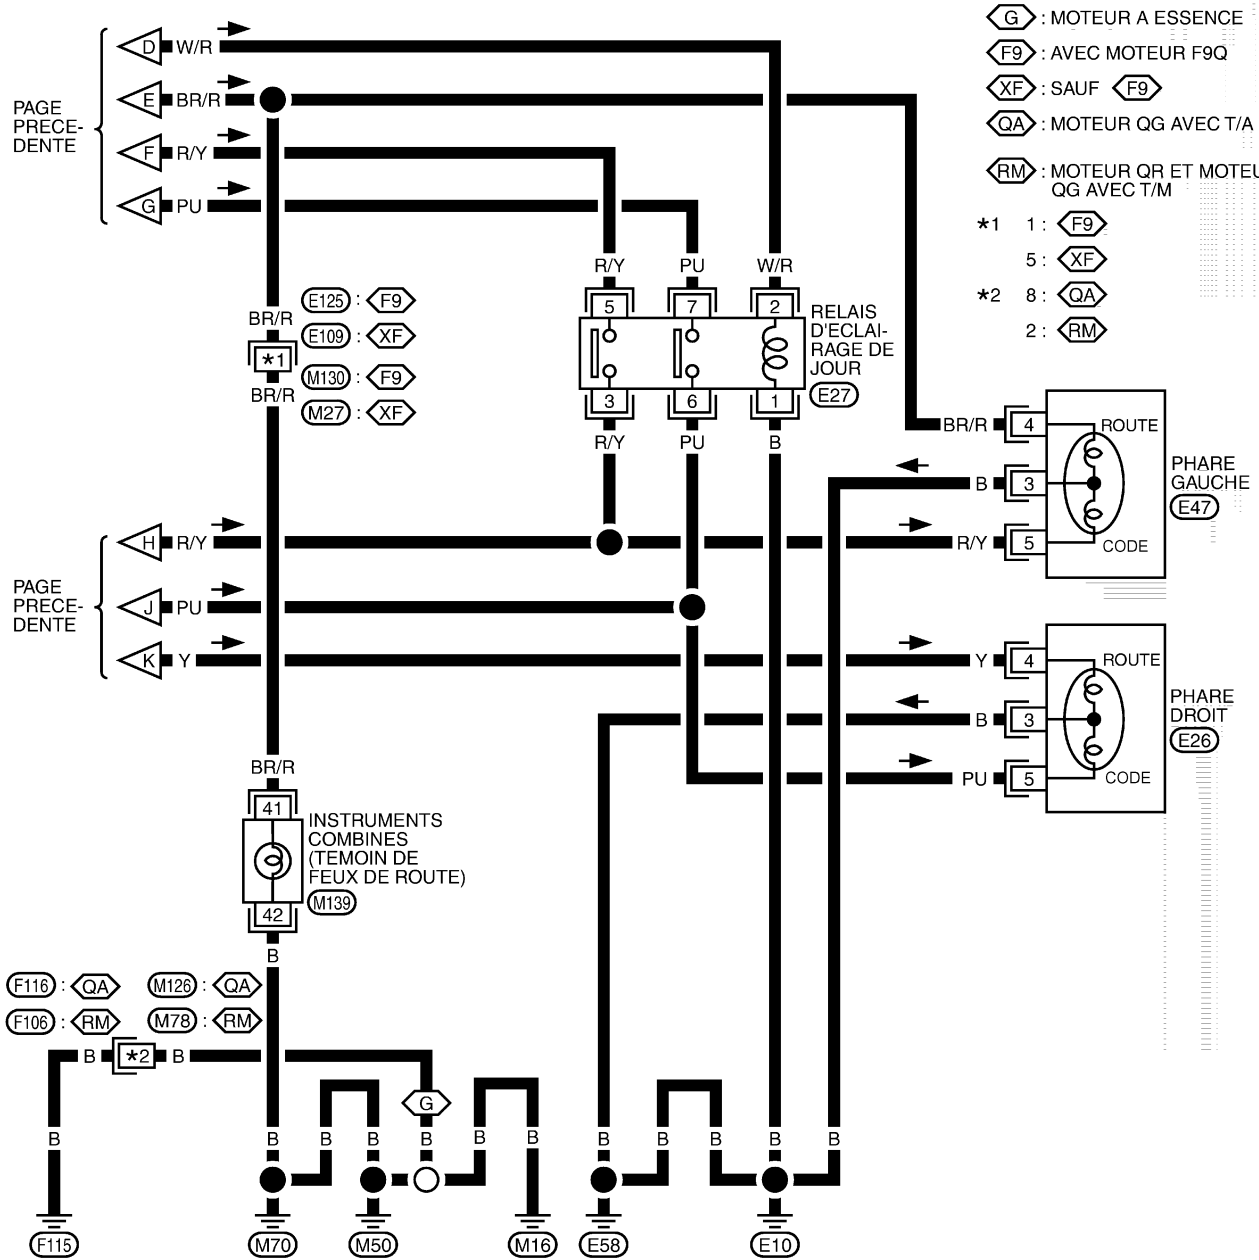 D W/R
E BR/R
F R/Y
G PU
PAGE
PRECE-
DENTE
G : MOTEUR A ESSENCE
F9 : AVEC MOTEUR F9Q
XF : SAUF F9
QA : MOTEUR QG AVEC T/A
RM : MOTEUR QR ET MOTEU
QG AVEC T/M
*1 1 : F9
5 : XF
*2 8 : QA
2 : RM
R/Y PU W/R
5 7 2
RELAIS
D'ECLAI-
RAGE DE
JOUR
E27
3 6 1
R/Y PU B
BR/R
*1
BR/R
E125 : F9
E109 : XF
M130 : F9
M27 : XF
BR/R 4 ROUTE
B 3
R/Y 5 CODE
PHARE
GAUCHE
E47
H R/Y
J PU
K Y
PAGE
PRECE-
DENTE
Y 4 ROUTE
B 3
PU 5 CODE
PHARE
DROIT
E26
BR/R
41
INSTRUMENTS
COMBINES
(TEMOIN DE
FEUX DE ROUTE)
M139
42
B
F116 : QA M126 : QA
F106 : RM M78 : RM
B *2 B
G
B B B B B B B B B B B B
F115 M70 M50 M16 E58 E10